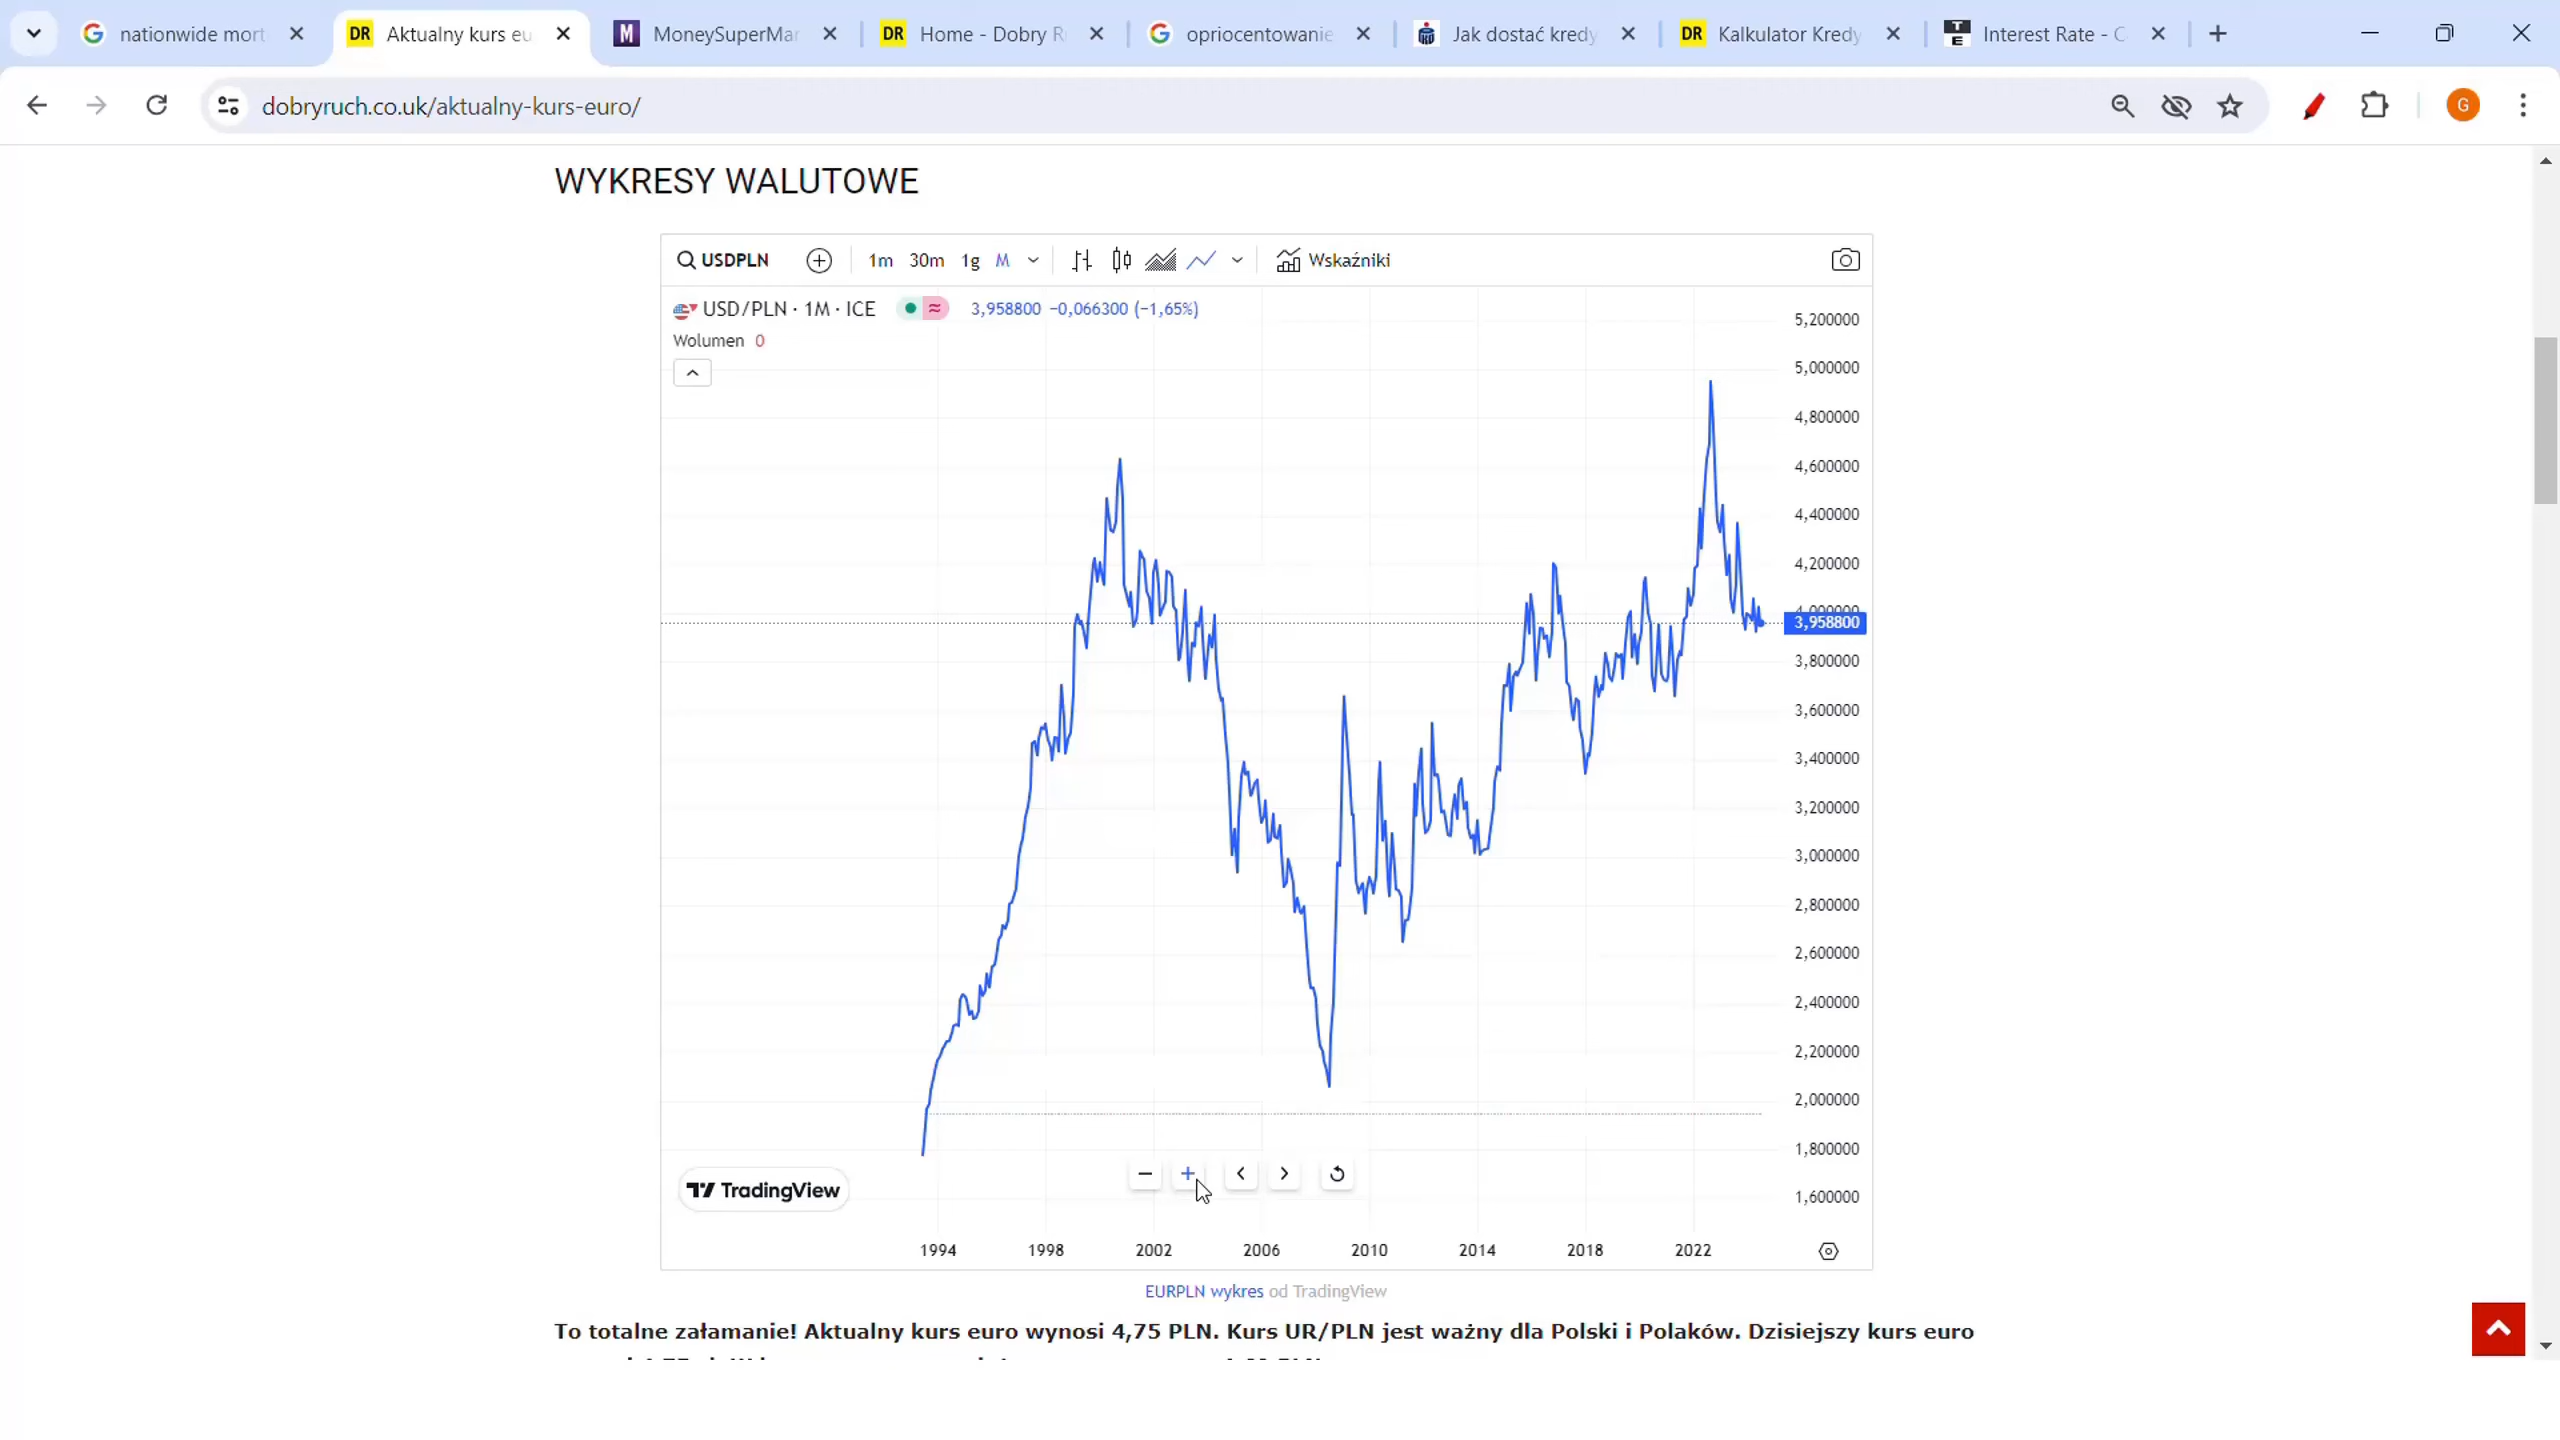 nationwide mort
Aktualny kurs eu
MoneySuperMar
Home - Dobry R
opriocentowanie
Jak dostać kredy
Kalkulator Kredy
Interest Rate - C
dobryruch.co.uk/aktualny-kurs-euro/
G
WYKRESY WALUTOWE
USDPLN 1m 30m 1g M Wskaźniki
USD/PLN · 1M · ICE 3,958800 −0,066300 (−1,65%)
Wolumen 0
5,200000
5,000000
4,800000
4,600000
4,400000
4,200000
4,000000
3,958800
3,800000
3,600000
3,400000
3,200000
3,000000
2,800000
2,600000
2,400000
2,200000
2,000000
1,800000
1,600000
TradingView
1994 1998 2002 2006 2010 2014 2018 2022
EURPLN wykres od TradingView
To totalne załamanie! Aktualny kurs euro wynosi 4,75 PLN. Kurs UR/PLN jest ważny dla Polski i Polaków. Dzisiejszy kurs euro